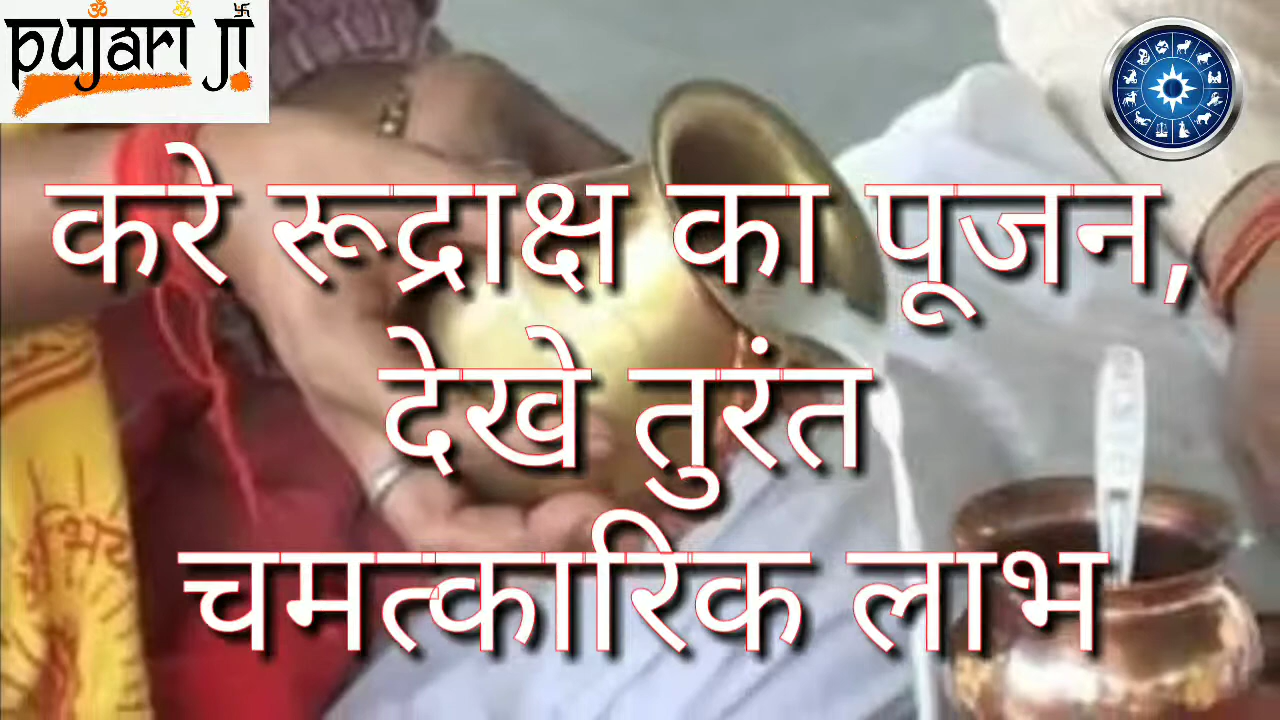 pujari ji
करे रूद्राक्ष का पूजन,
देखे तुरंत
चमत्कारिक लाभ